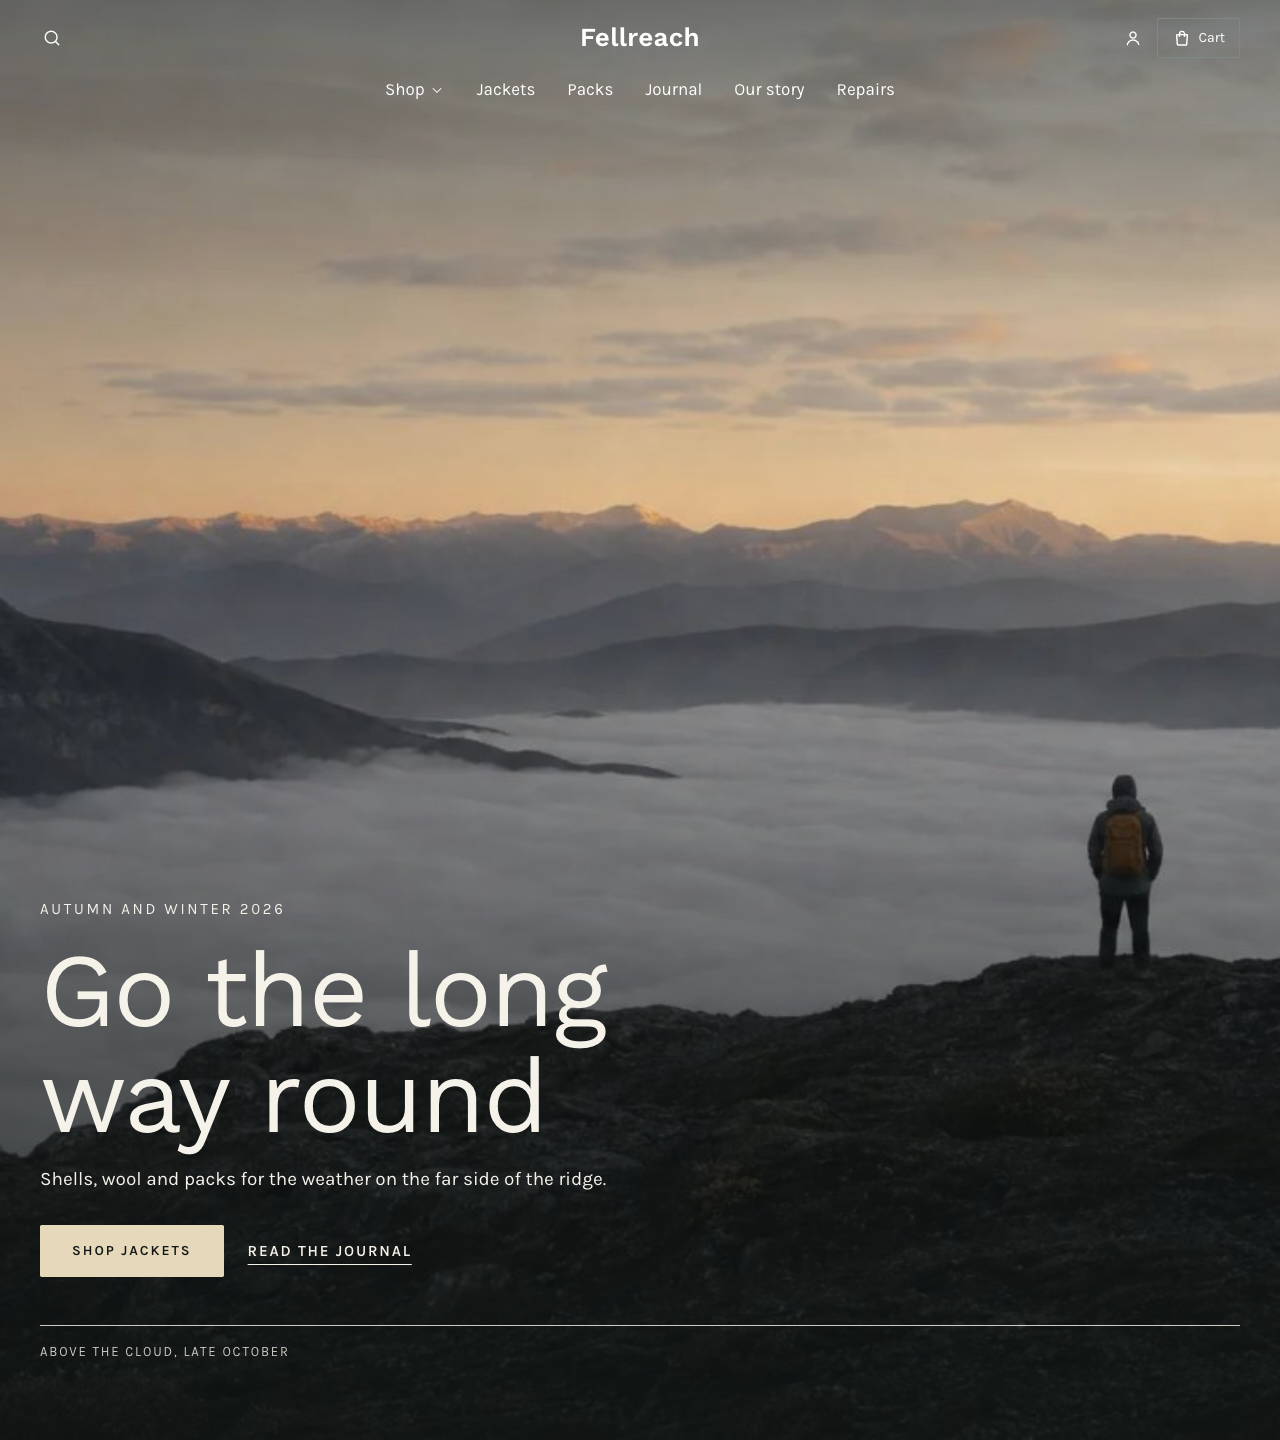 Fellreach
Cart
Shop
Jackets
Packs
Journal
Our story
Repairs
AUTUMN AND WINTER 2026
Go the long
way round
Shells, wool and packs for the weather on the far side of the ridge.
SHOP JACKETS
READ THE JOURNAL
ABOVE THE CLOUD, LATE OCTOBER